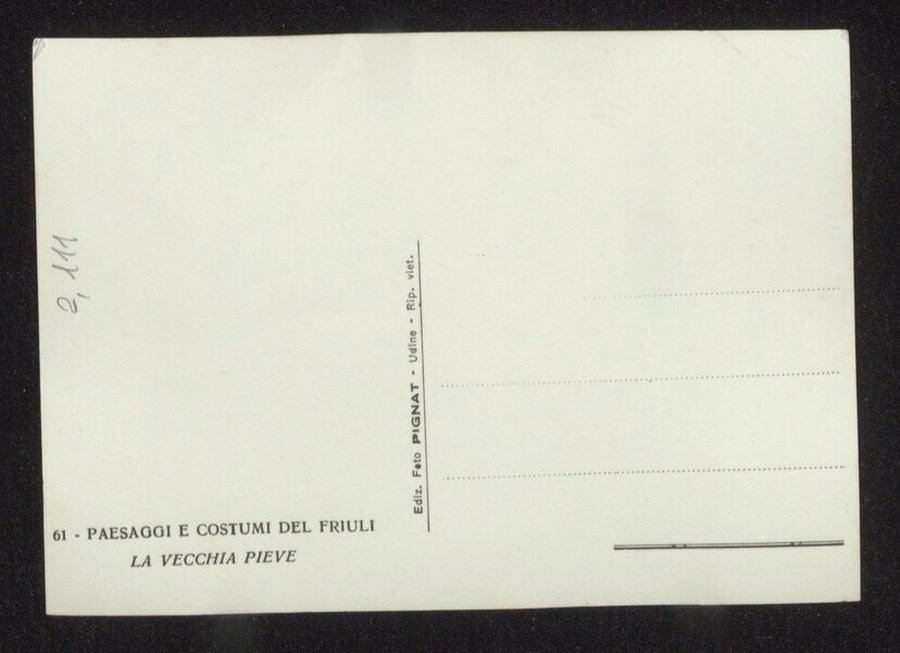 2,111
Ediz. Foto PIGNAT - Udine - Rip. viet.
61 - PAESAGGI E COSTUMI DEL FRIULI
LA VECCHIA PIEVE